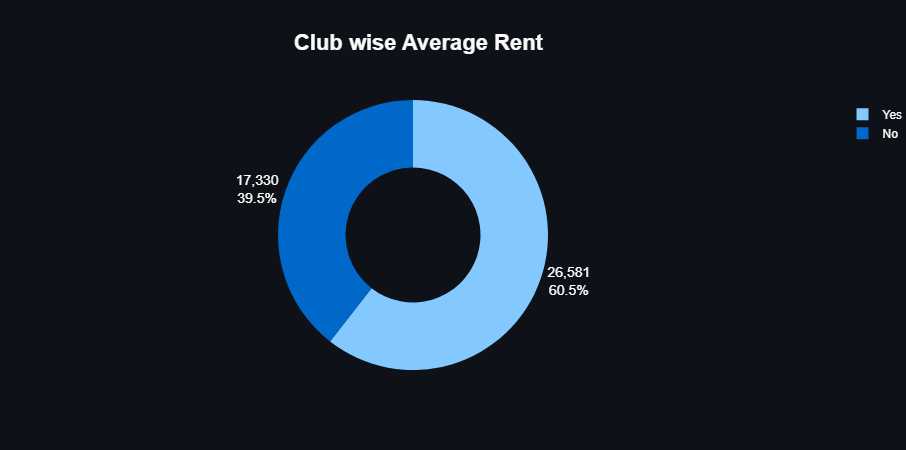 Club wise Average Rent
Yes
No
17,330
39.5%
26,581
60.5%